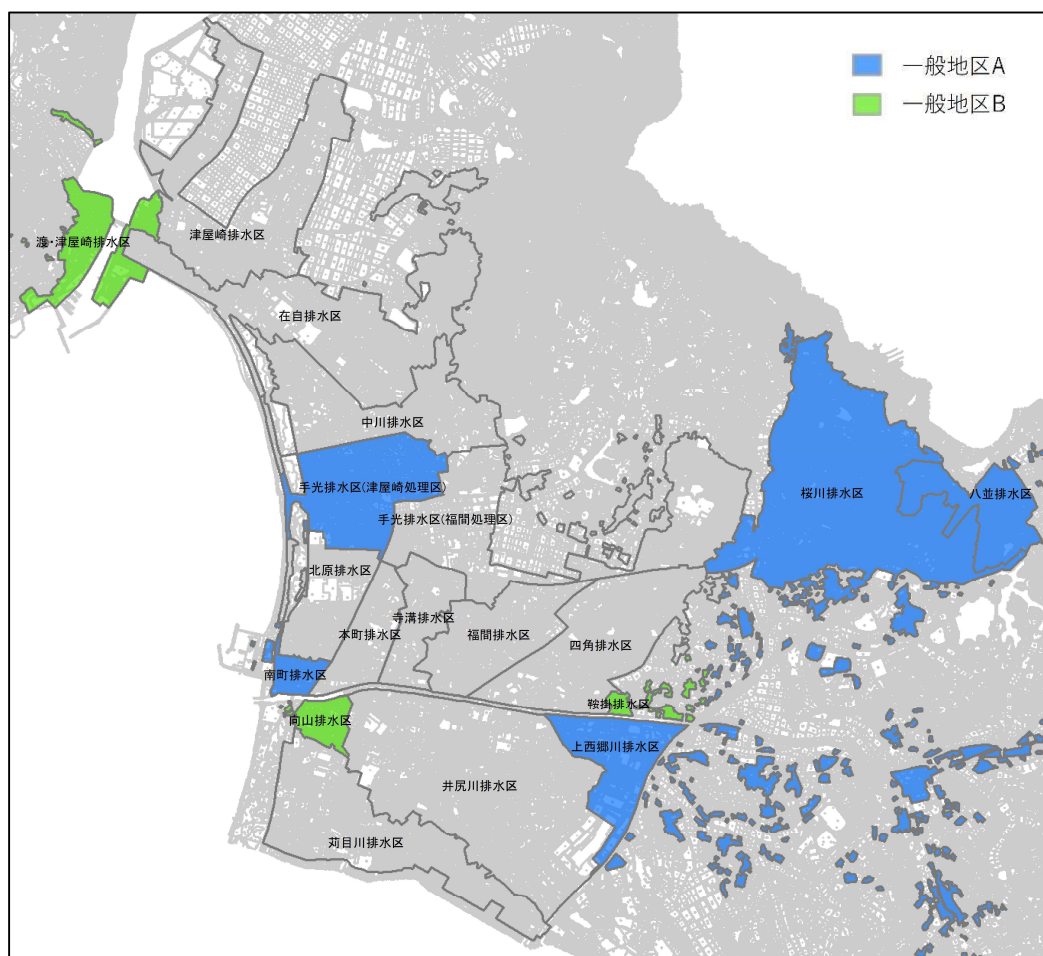 一般地区A
一般地区B
津屋崎排水区
渡・津屋崎排水区
在自排水区
中川排水区
手光排水区(津屋崎処理区)
桜川排水区
八並排水区
手光排水区(福間処理区)
北原排水区
寺溝排水区
本町排水区
福間排水区
四角排水区
南町排水区
鞍掛排水区
向山排水区
上西郷川排水区
井尻川排水区
苅目川排水区